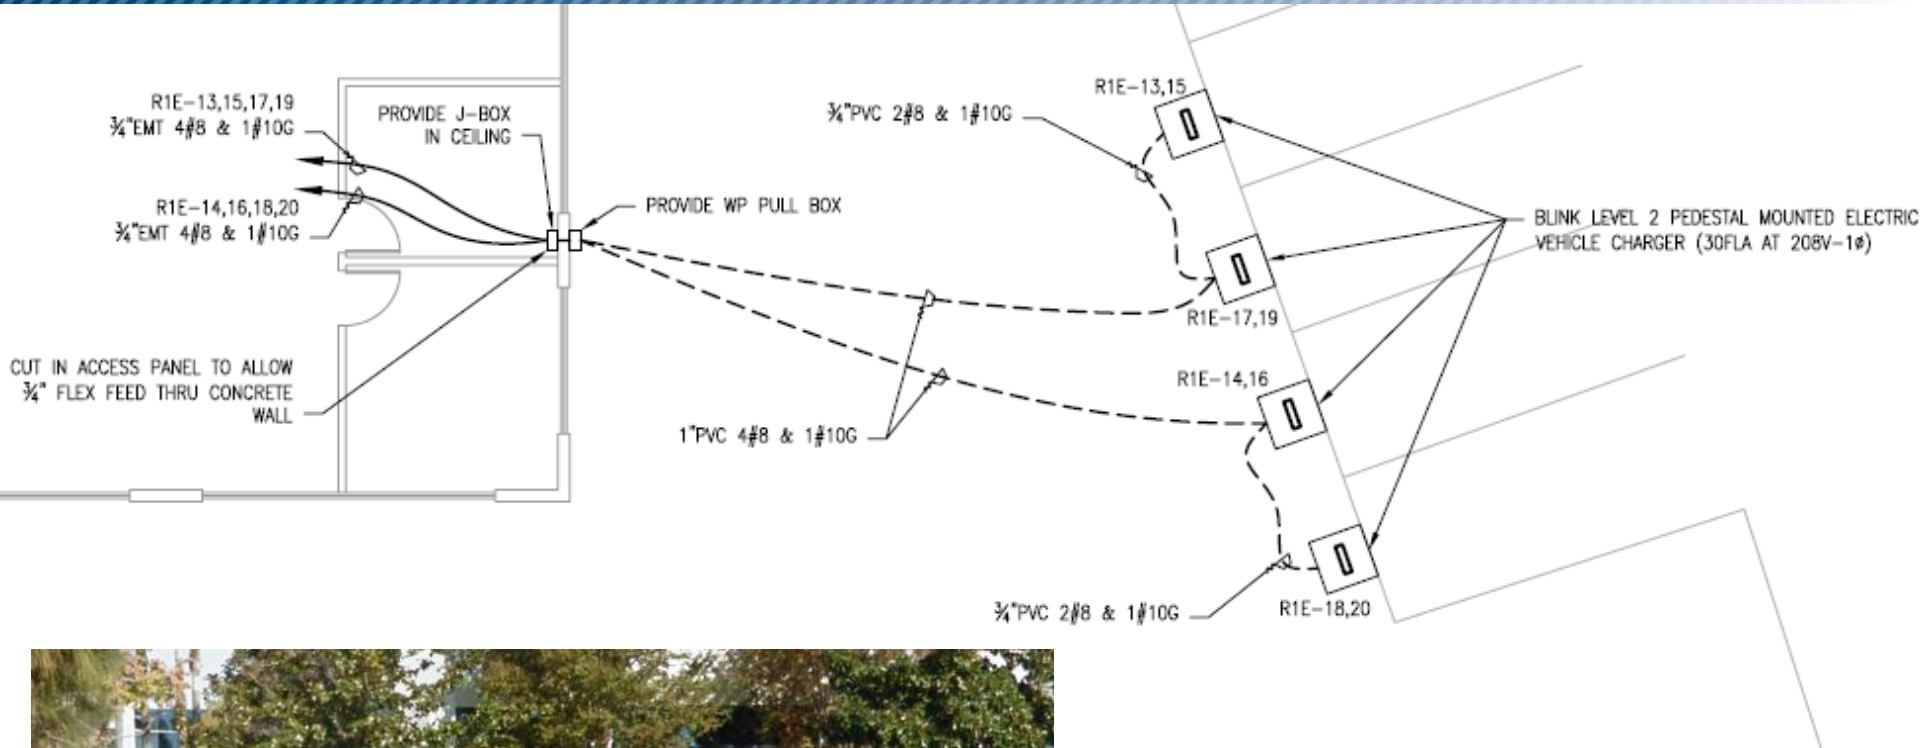 R1E-13,15,17,19
¾"EMT 4#8 & 1#10G
PROVIDE J-BOX
IN CEILING
R1E-14,16,18,20
¾"EMT 4#8 & 1#10G
PROVIDE WP PULL BOX
CUT IN ACCESS PANEL TO ALLOW
¾" FLEX FEED THRU CONCRETE
WALL
¾"PVC 2#8 & 1#10G
R1E-13,15
BLINK LEVEL 2 PEDESTAL MOUNTED ELECTRIC
VEHICLE CHARGER (30FLA AT 208V-1ø)
R1E-17,19
R1E-14,16
1"PVC 4#8 & 1#10G
¾"PVC 2#8 & 1#10G
R1E-18,20